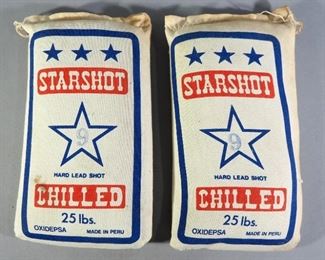 STARSHOT
9
HARD LEAD SHOT
CHILLED
25 lbs.
OXIDEPSA MADE IN PERU
STARSHOT
9
HARD LEAD SHOT
CHILLED
25 lbs.
OXIDEPSA MADE IN PERU